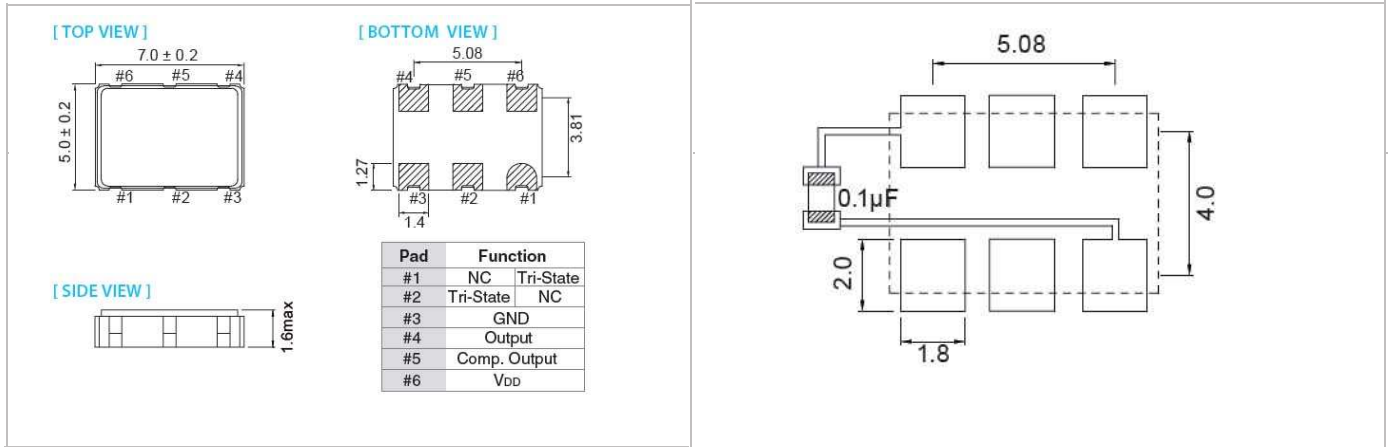 [ TOP VIEW ]
7.0 ± 0.2
#6 #5 #4
5.0 ± 0.2
#1 #2 #3
[ BOTTOM VIEW ]
5.08
#4 #5 #6
3.81
1.27
#3 #2 #1
1.4
[ SIDE VIEW ]
1.6max
Pad Function
#1 NC Tri-State
#2 Tri-State NC
#3 GND
#4 Output
#5 Comp. Output
#6 VDD
5.08
0.1µF
4.0
2.0
1.8